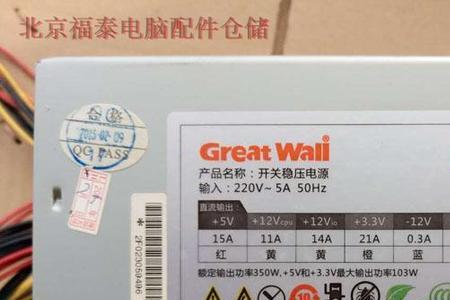 北京福泰电脑配件仓储
合格
2015-02-09
QC PASS
Great Wall
产品名称：开关稳压电源
输入：220V~ 5A 50Hz
直流输出：
+5V +12Vcpu +12Vio +3.3V -12V
15A 11A 14A 21A 0.3A
红 黄 黄 橙 蓝
额定输出功率350W,+5V和+3.3V最大输出功率103W
*2F023059496*
10